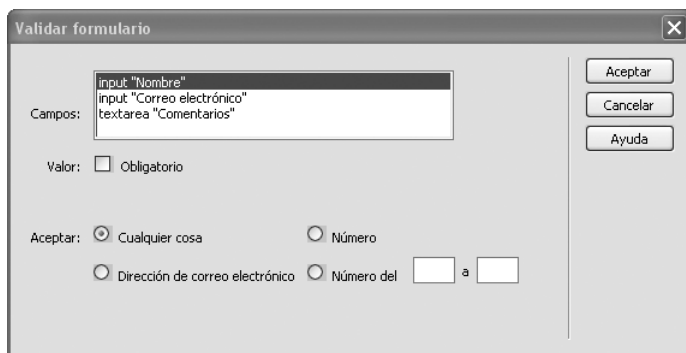 Validar formulario
Campos:
input "Nombre"
input "Correo electrónico"
textarea "Comentarios"
Valor: Obligatorio
Aceptar: Cualquier cosa Número
Dirección de correo electrónico Número del a
Aceptar
Cancelar
Ayuda